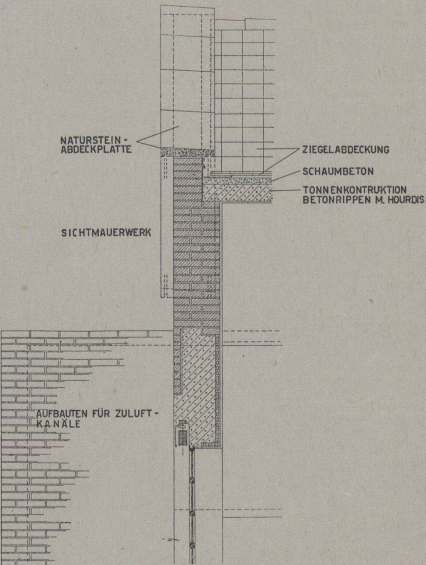 NATURSTEIN-
ABDECKPLATTE
ZIEGELABDECKUNG
SCHAUMBETON
TONNENKONTRUKTION
BETONRIPPEN M. HOURDIS
SICHTMAUERWERK
AUFBAUTEN FÜR ZULUFT-
KANÄLE